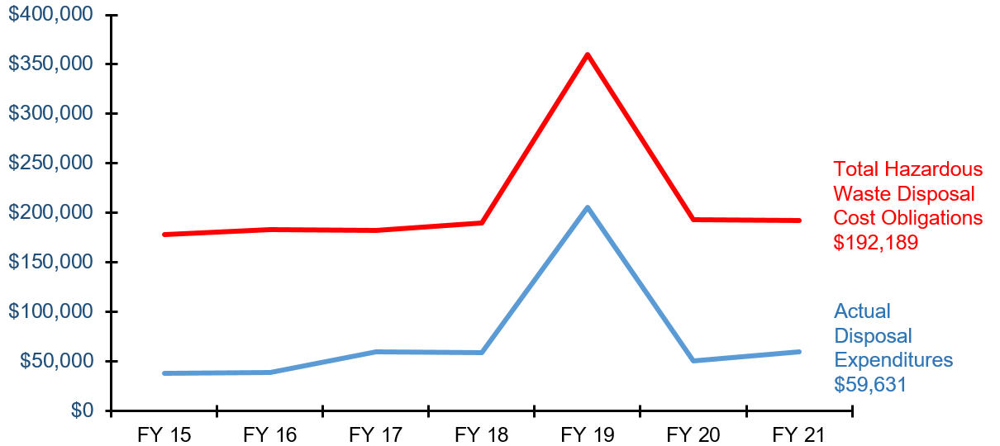 $400,000
$350,000
$300,000
$250,000
$200,000
$150,000
$100,000
$50,000
$0
FY 15
FY 16
FY 17
FY 18
FY 19
FY 20
FY 21
Total Hazardous
Waste Disposal
Cost Obligations
$192,189
Actual
Disposal
Expenditures
$59,631